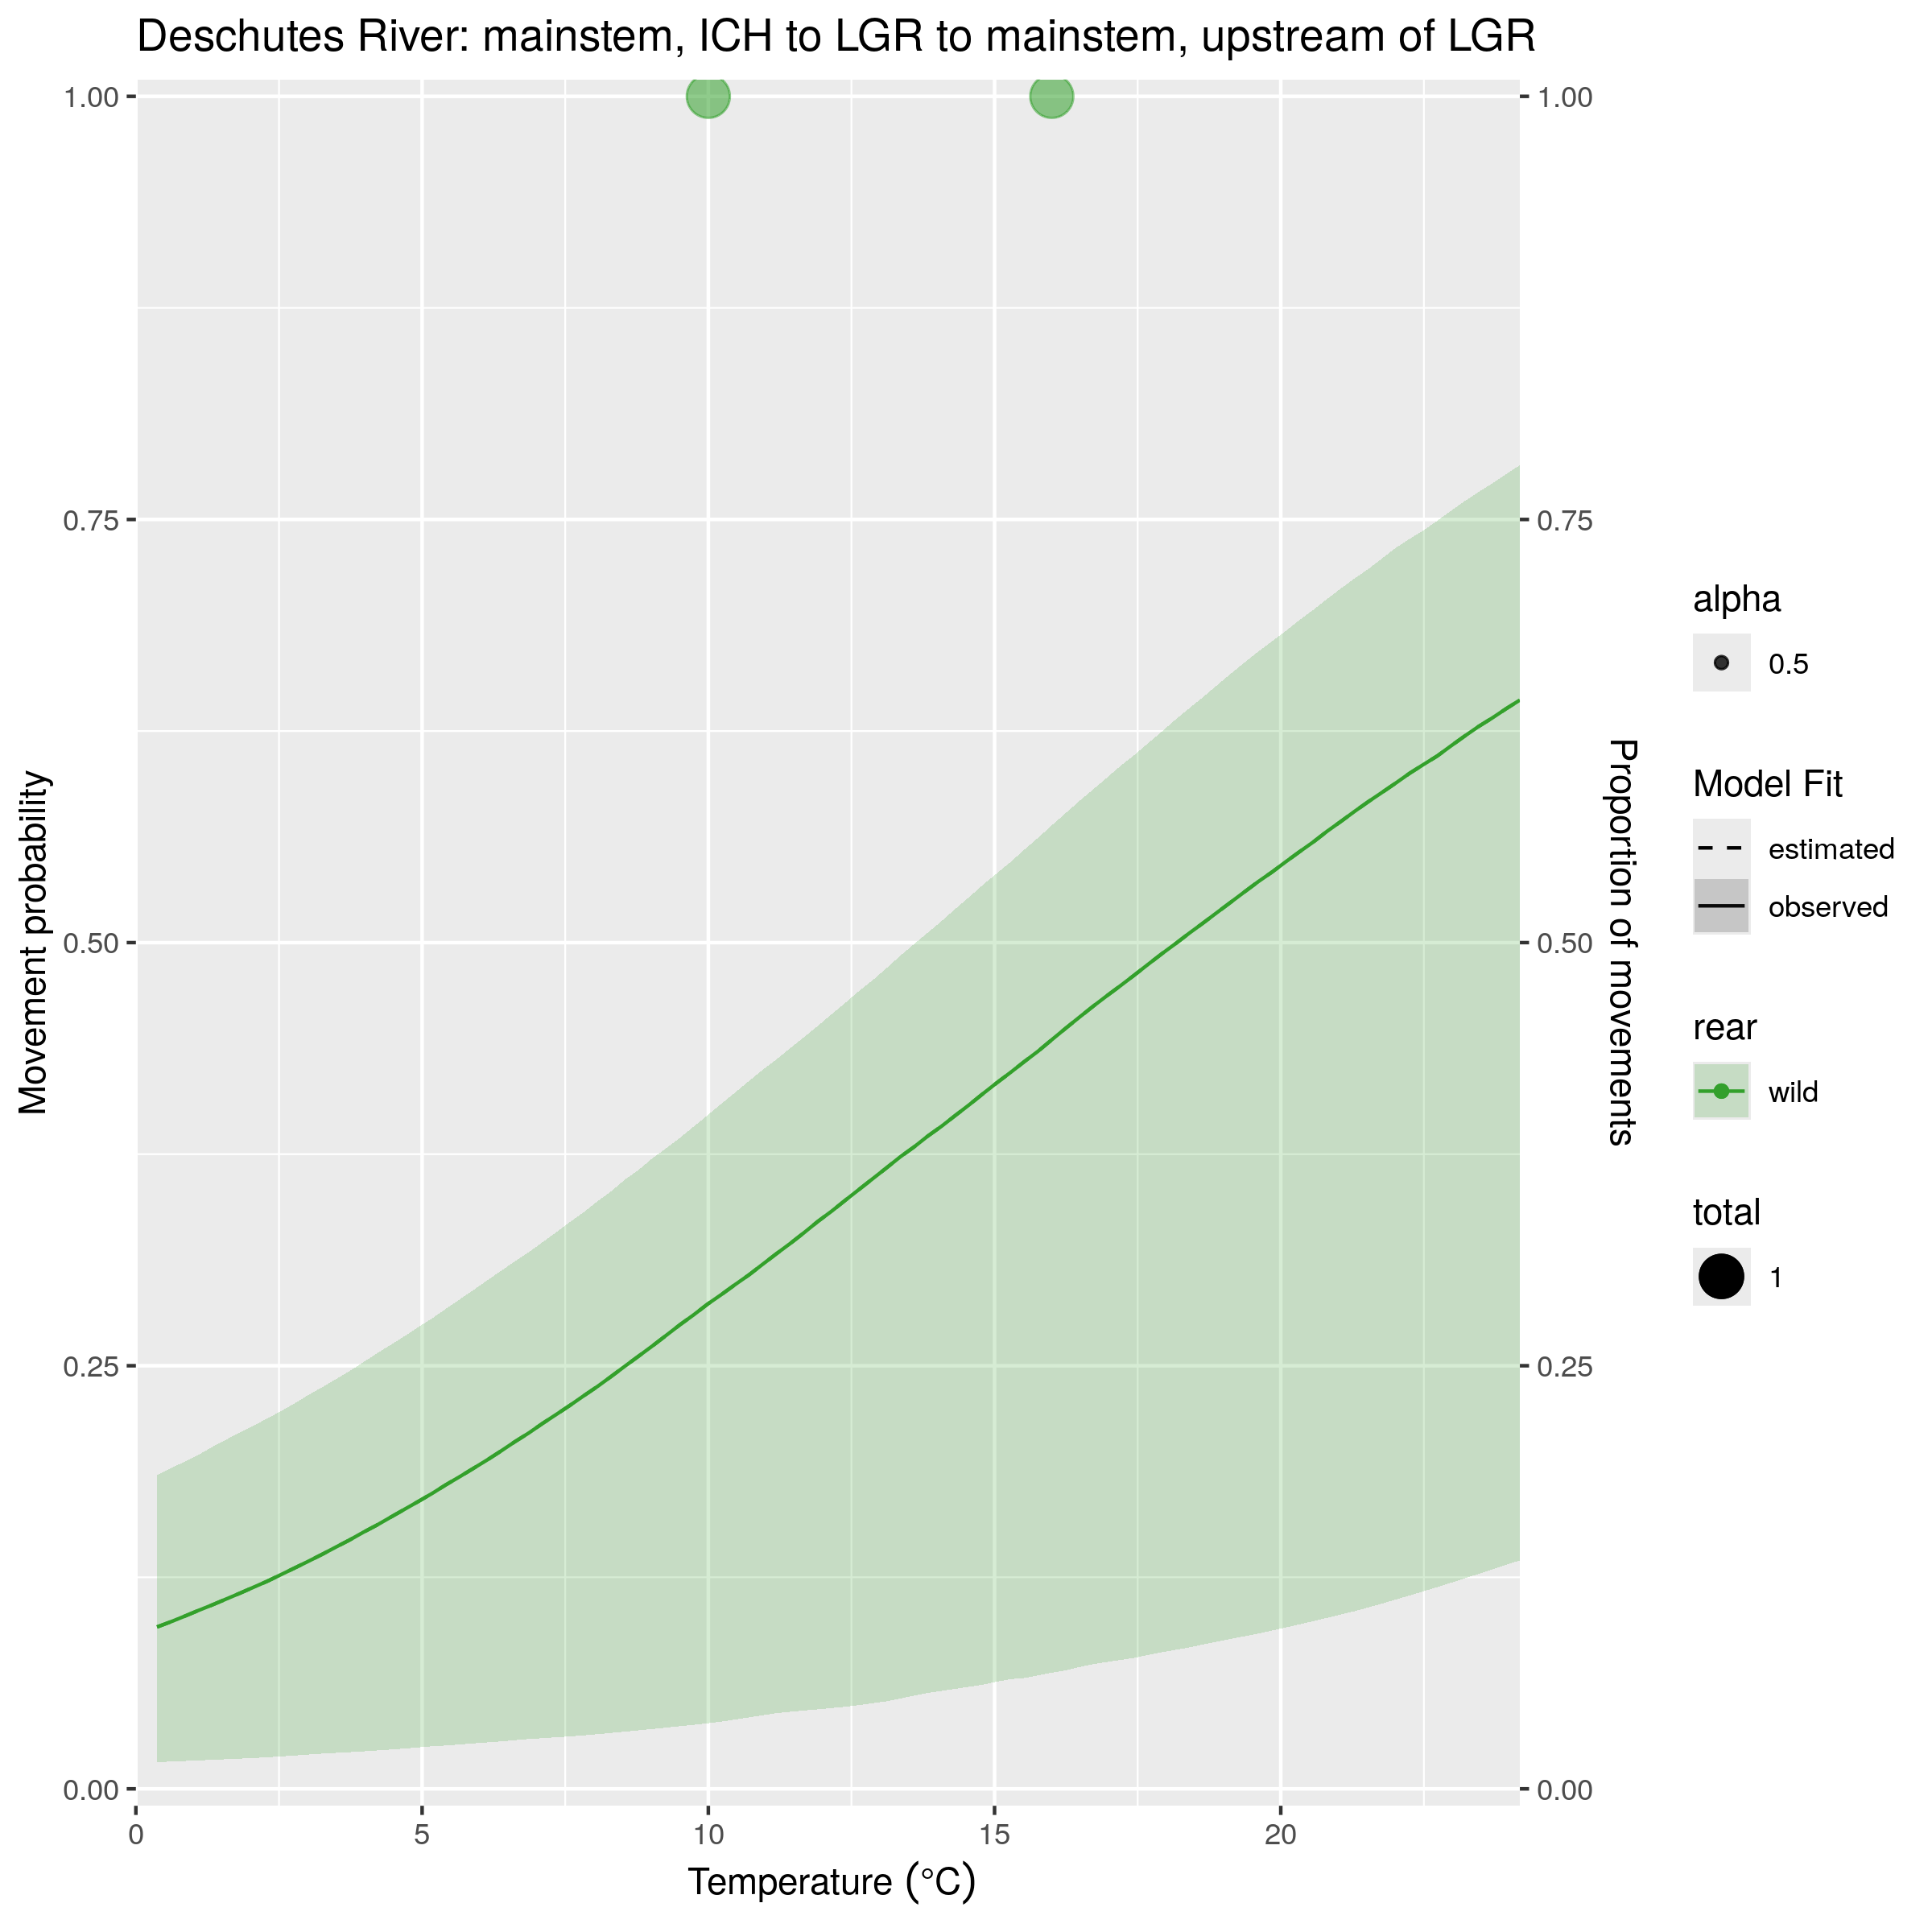 Deschutes River: mainstem, ICH to LGR to mainstem, upstream of LGR
Movement probability
1.00
0.75
0.50
0.25
0.00
0
5
10
15
20
Temperature (°C)
1.00
0.75
0.50
0.25
0.00
Proportion of movements
alpha
0.5
Model Fit
estimated
observed
rear
wild
total
1